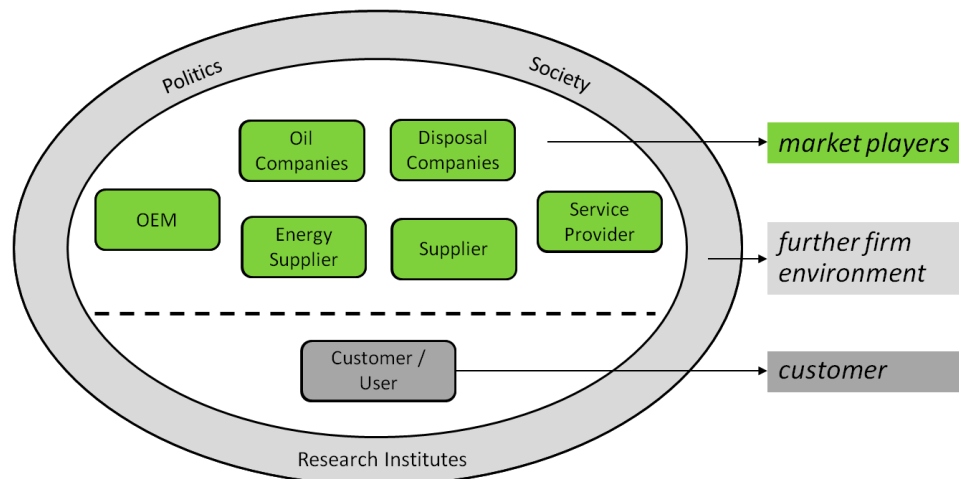 Politics
Society
Oil
Companies
Disposal
Companies
market players
OEM
Energy
Supplier
Supplier
Service
Provider
further firm
environment
Customer /
User
customer
Research Institutes